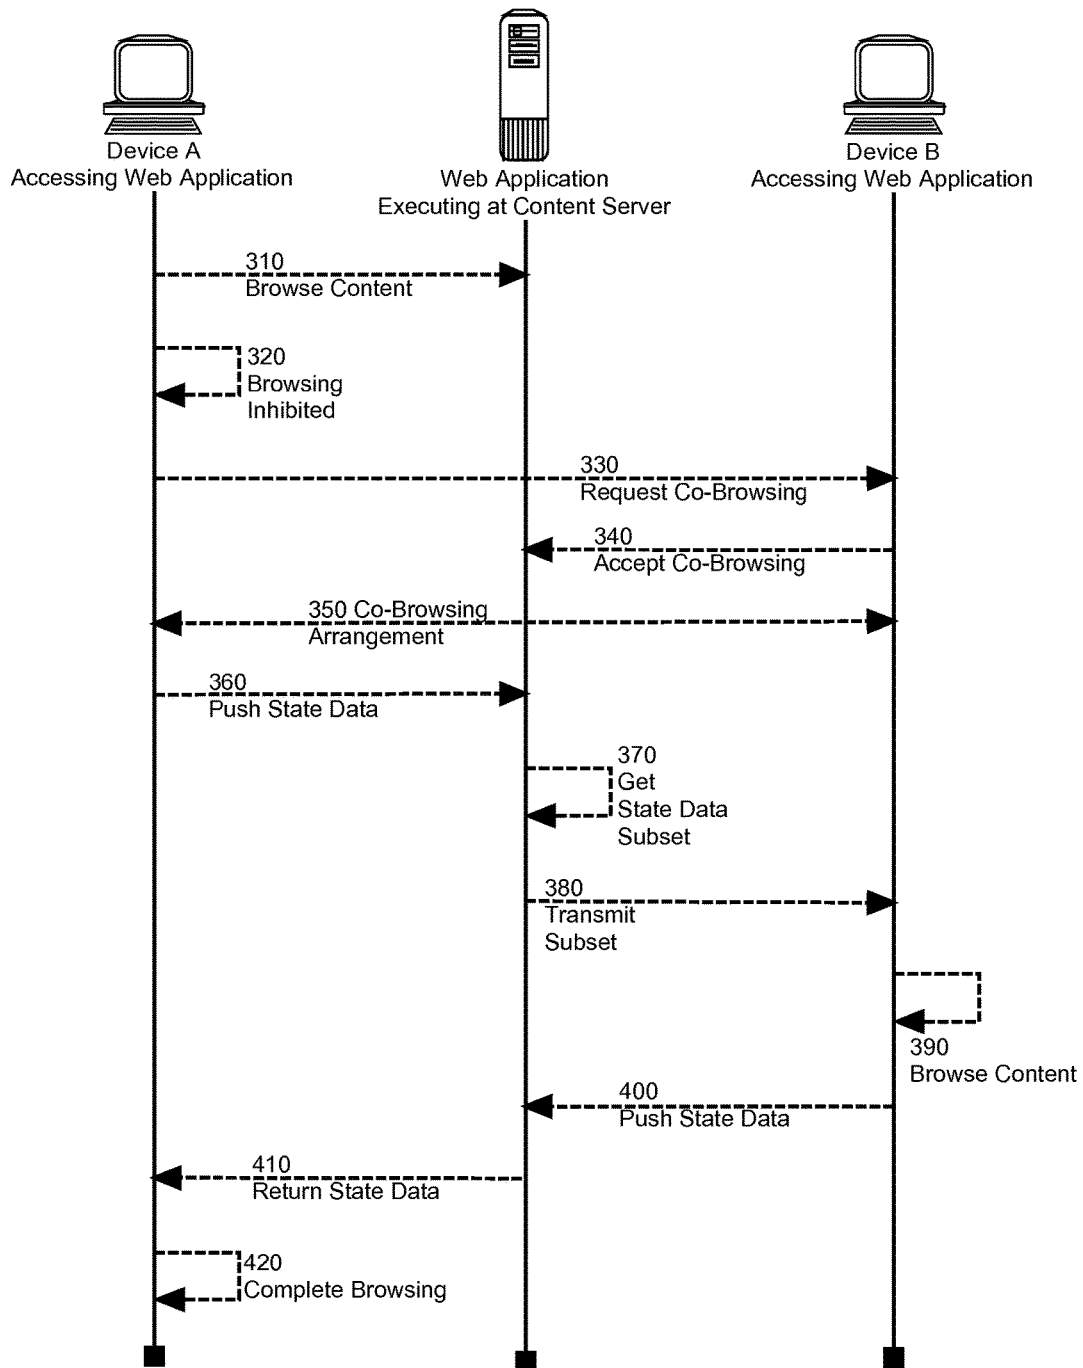 Device A
Accessing Web Application
Web Application
Executing at Content Server
Device B
Accessing Web Application
310
Browse Content
320
Browsing
Inhibited
330
Request Co-Browsing
340
Accept Co-Browsing
350 Co-Browsing
Arrangement
360
Push State Data
370
Get
State Data
Subset
380
Transmit
Subset
390
Browse Content
400
Push State Data
410
Return State Data
420
Complete Browsing